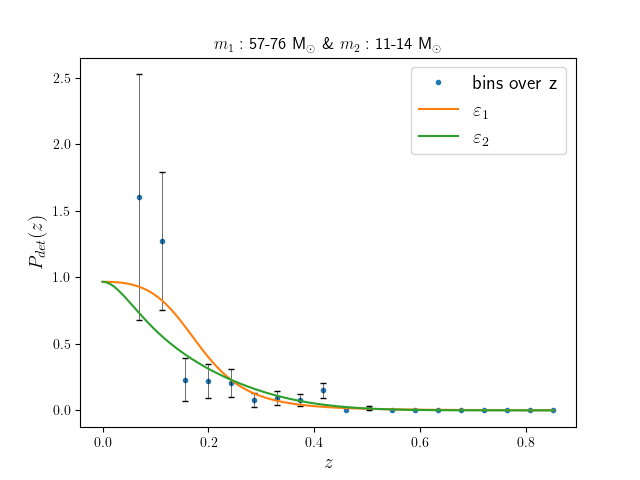 m₁ : 57-76 M⊙ & m₂ : 11-14 M⊙
2.5
2.0
1.5
1.0
0.5
0.0
P_det(z)
bins over z
ε₁
ε₂
0.0 0.2 0.4 0.6 0.8
z